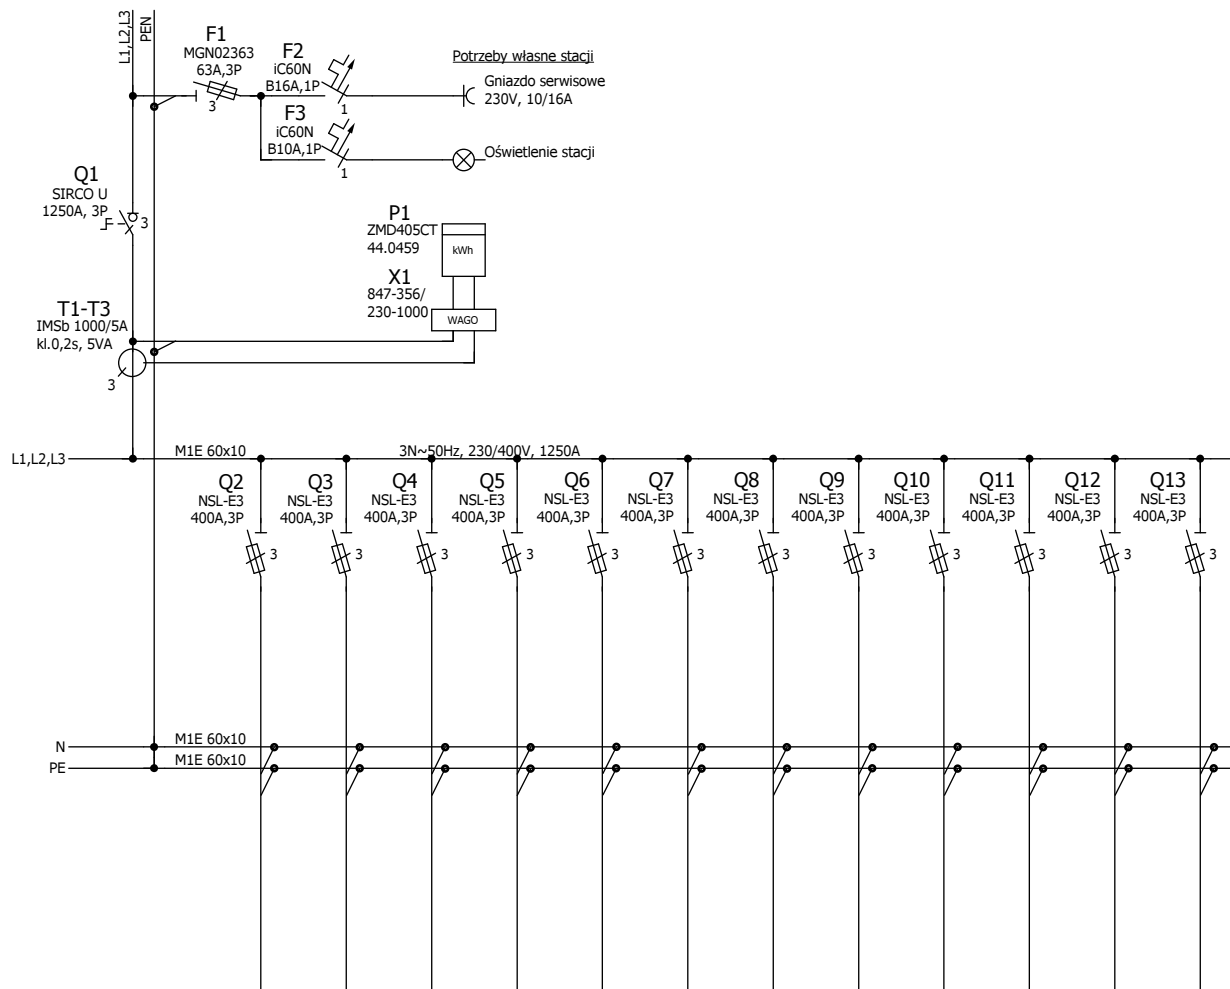 L1,L2,L3
PEN
F1
MGN02363
63A,3P
3
F2
iC60N
B16A,1P
1
Potrzeby własne stacji
Gniazdo serwisowe
230V, 10/16A
F3
iC60N
B10A,1P
1
Oświetlenie stacji
Q1
SIRCO U
1250A, 3P
3
P1
ZMD405CT
44.0459
kWh
X1
847-356/
230-1000
WAGO
T1-T3
IMSb 1000/5A
kl.0,2s, 5VA
3
L1,L2,L3
M1E 60x10
3N~50Hz, 230/400V, 1250A
Q2
NSL-E3
400A,3P
3
Q3
NSL-E3
400A,3P
3
Q4
NSL-E3
400A,3P
3
Q5
NSL-E3
400A,3P
3
Q6
NSL-E3
400A,3P
3
Q7
NSL-E3
400A,3P
3
Q8
NSL-E3
400A,3P
3
Q9
NSL-E3
400A,3P
3
Q10
NSL-E3
400A,3P
3
Q11
NSL-E3
400A,3P
3
Q12
NSL-E3
400A,3P
3
Q13
NSL-E3
400A,3P
3
N
M1E 60x10
PE
M1E 60x10